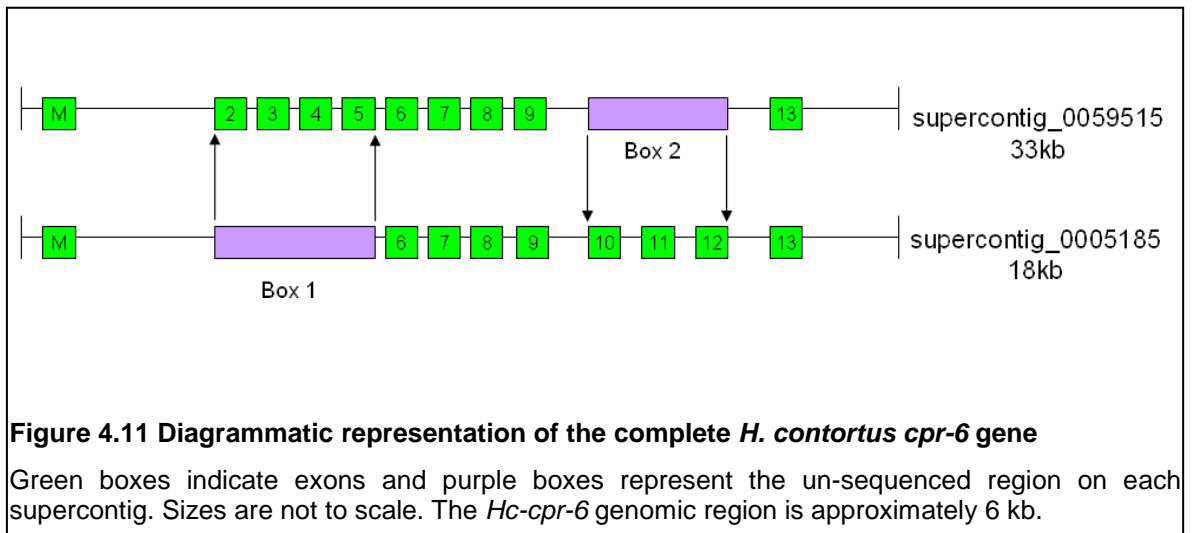 M 2 3 4 5 6 7 8 9 13 supercontig_0059515
33kb
Box 2
M 6 7 8 9 10 11 12 13 supercontig_0005185
18kb
Box 1
Figure 4.11 Diagrammatic representation of the complete H. contortus cpr-6 gene
Green boxes indicate exons and purple boxes represent the un-sequenced region on each
supercontig. Sizes are not to scale. The Hc-cpr-6 genomic region is approximately 6 kb.